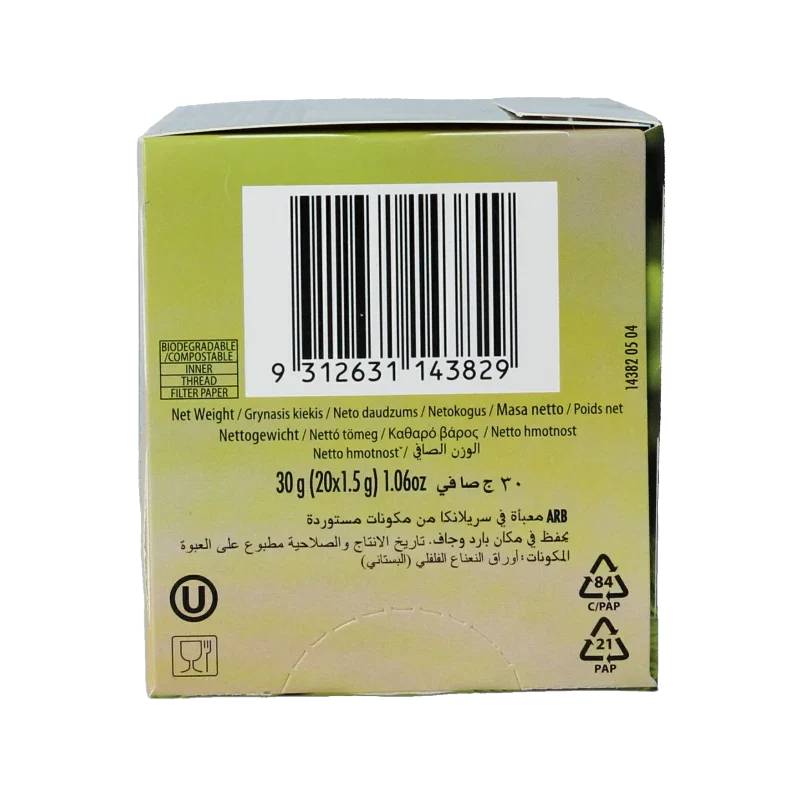 9 312631 143829
14382 05 04
BIODEGRADABLE
/COMPOSTABLE
INNER
THREAD
FILTER PAPER
Net Weight / Grynasis kiekis / Neto daudzums / Netokogus / Masa netto / Poids net
Nettogewicht / Nettó tömeg / Καθαρό βάρος / Netto hmotnost
Netto hmotnost˘/ الوزن الصافي
30 g (20x1.5 g) 1.06oz ٣٠ ج صافي
ARB معبأة في سريلانكا من مكونات مستوردة
يحفظ في مكان بارد وجاف. تاريخ الانتاج والصلاحية مطبوع على العبوة
المكونات: أوراق النعناع الفلفلي (البستاني)
U
84
C/PAP
21
PAP